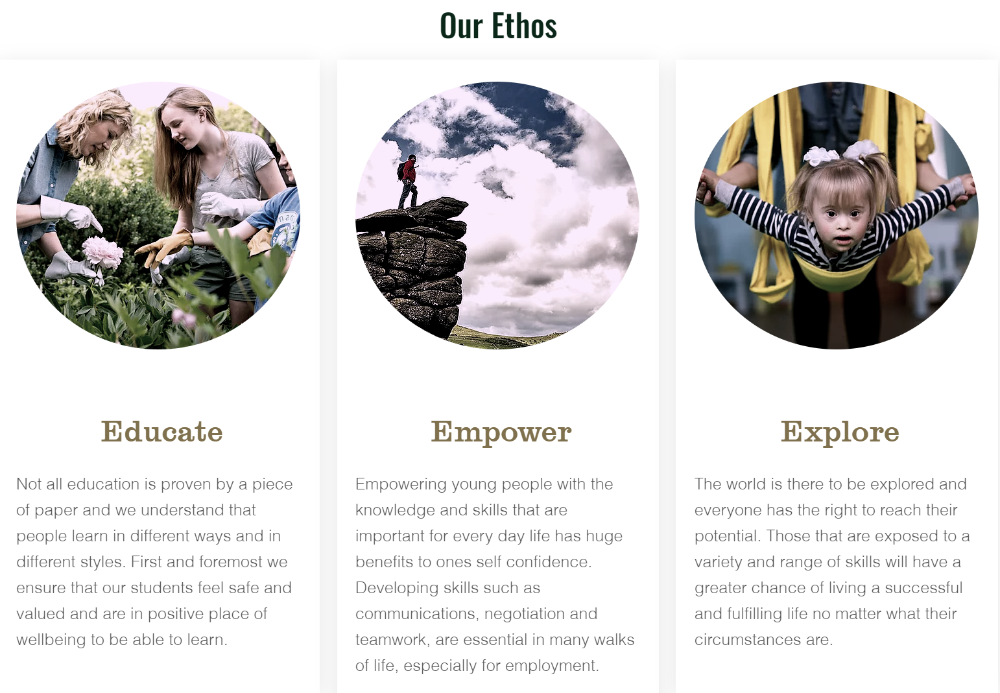 Our Ethos
Educate
Not all education is proven by a piece
of paper and we understand that
people learn in different ways and in
different styles. First and foremost we
ensure that our students feel safe and
valued and are in positive place of
wellbeing to be able to learn.
Empower
Empowering young people with the
knowledge and skills that are
important for every day life has huge
benefits to ones self confidence.
Developing skills such as
communications, negotiation and
teamwork, are essential in many walks
of life, especially for employment.
Explore
The world is there to be explored and
everyone has the right to reach their
potential. Those that are exposed to a
variety and range of skills will have a
greater chance of living a successful
and fulfilling life no matter what their
circumstances are.